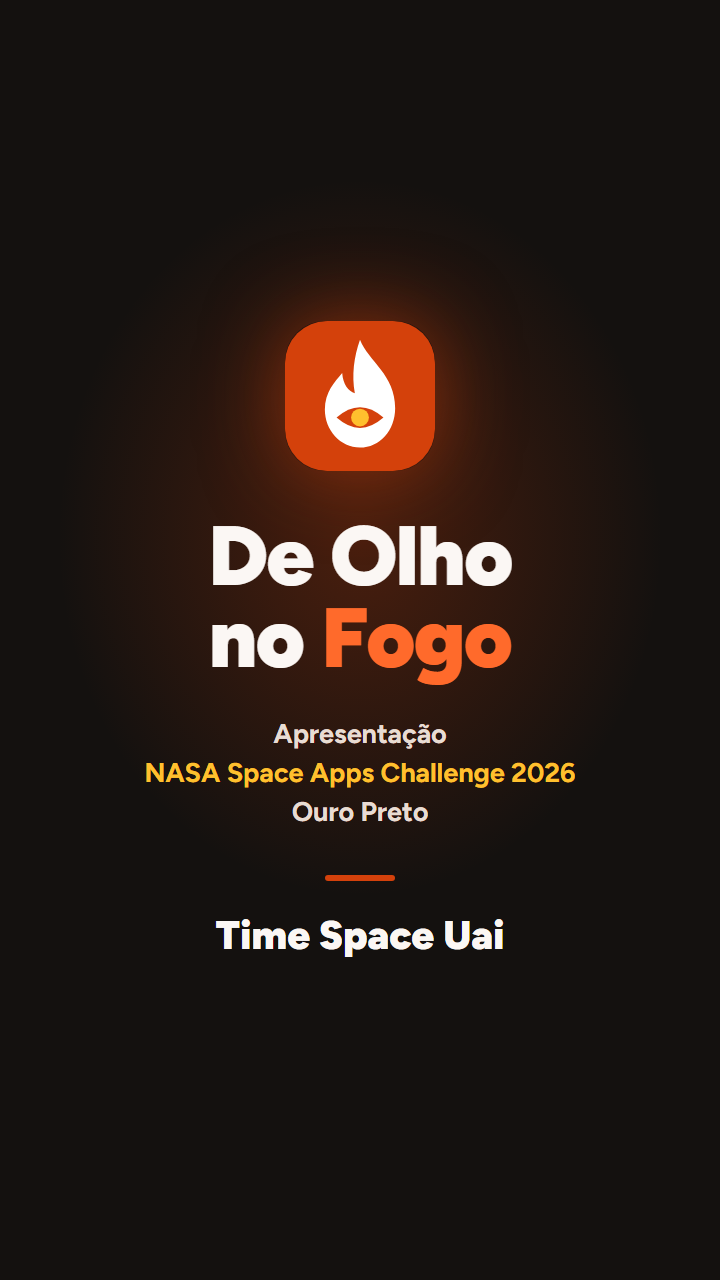 De Olho
no Fogo
Apresentação
NASA Space Apps Challenge 2026
Ouro Preto
Time Space Uai